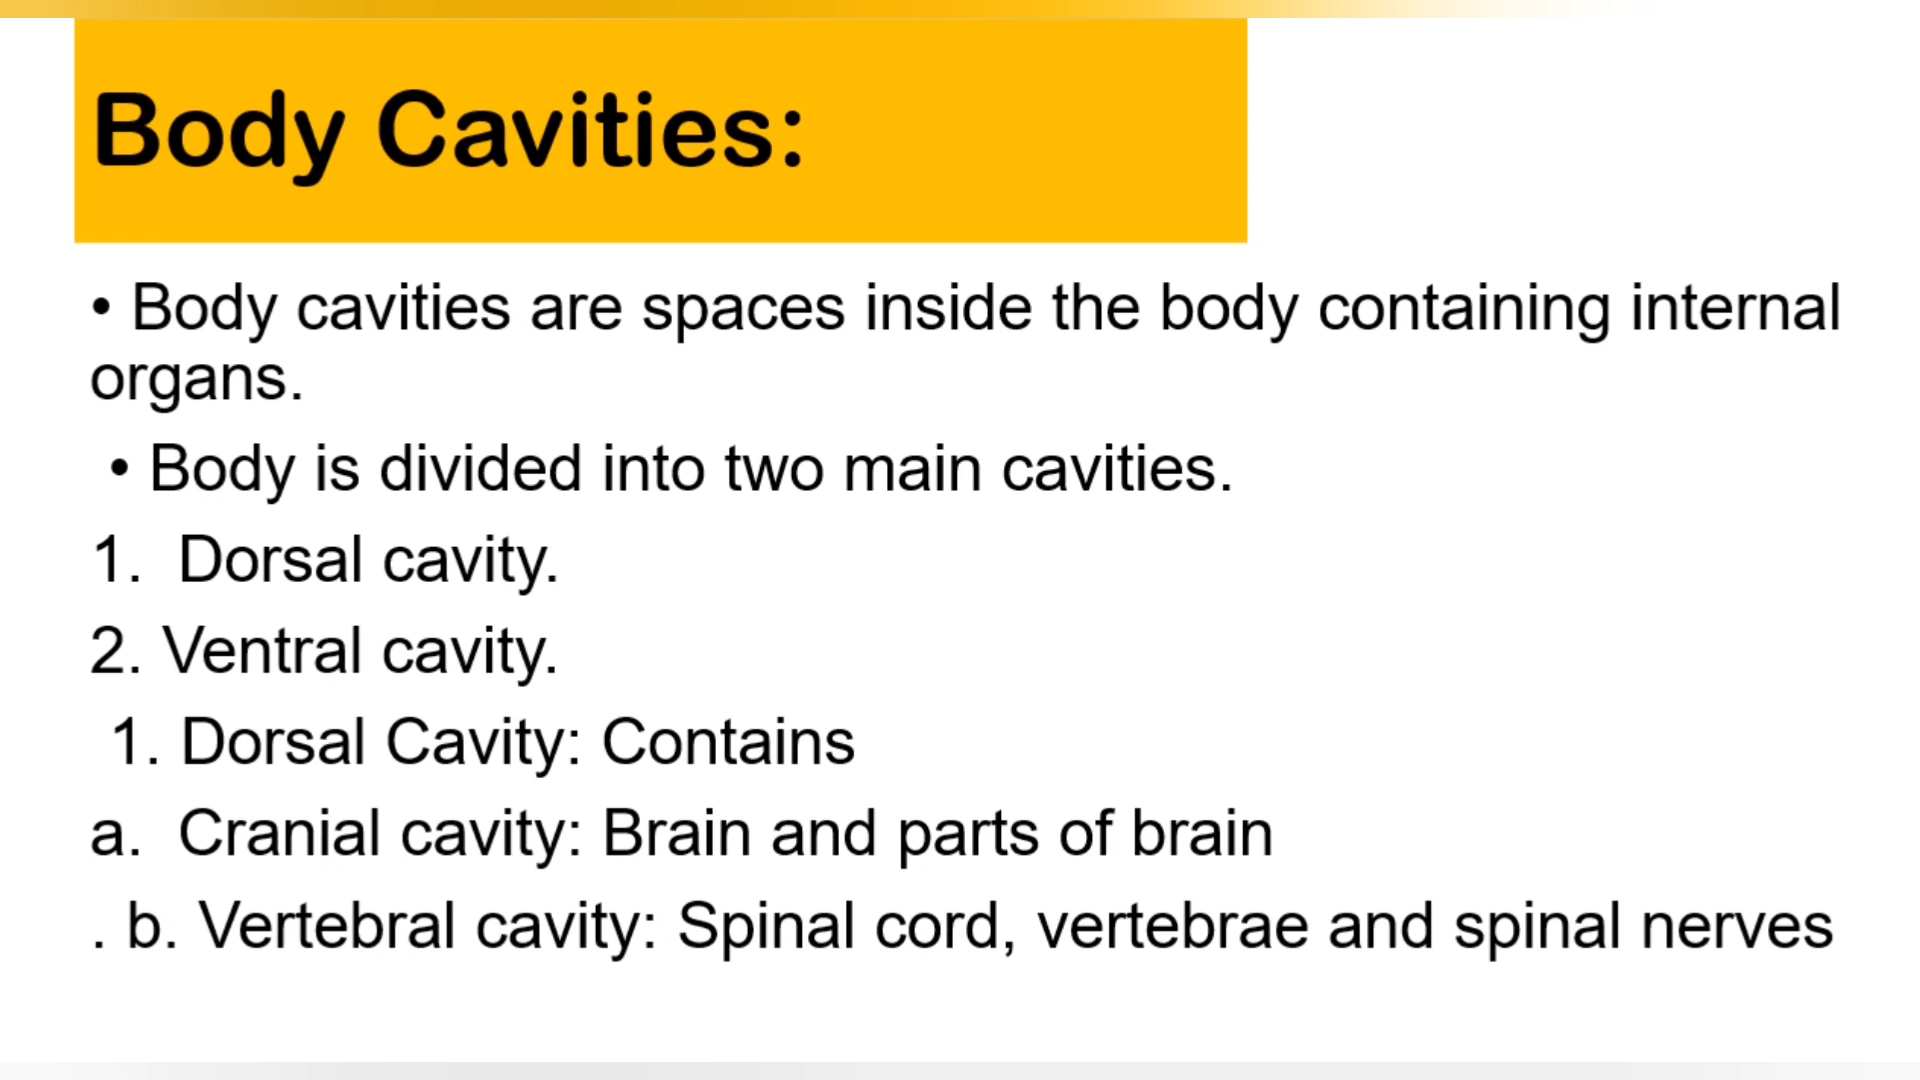 Body Cavities:
• Body cavities are spaces inside the body containing internal
organs.
• Body is divided into two main cavities.
1. Dorsal cavity.
2. Ventral cavity.
1. Dorsal Cavity: Contains
a. Cranial cavity: Brain and parts of brain
. b. Vertebral cavity: Spinal cord, vertebrae and spinal nerves